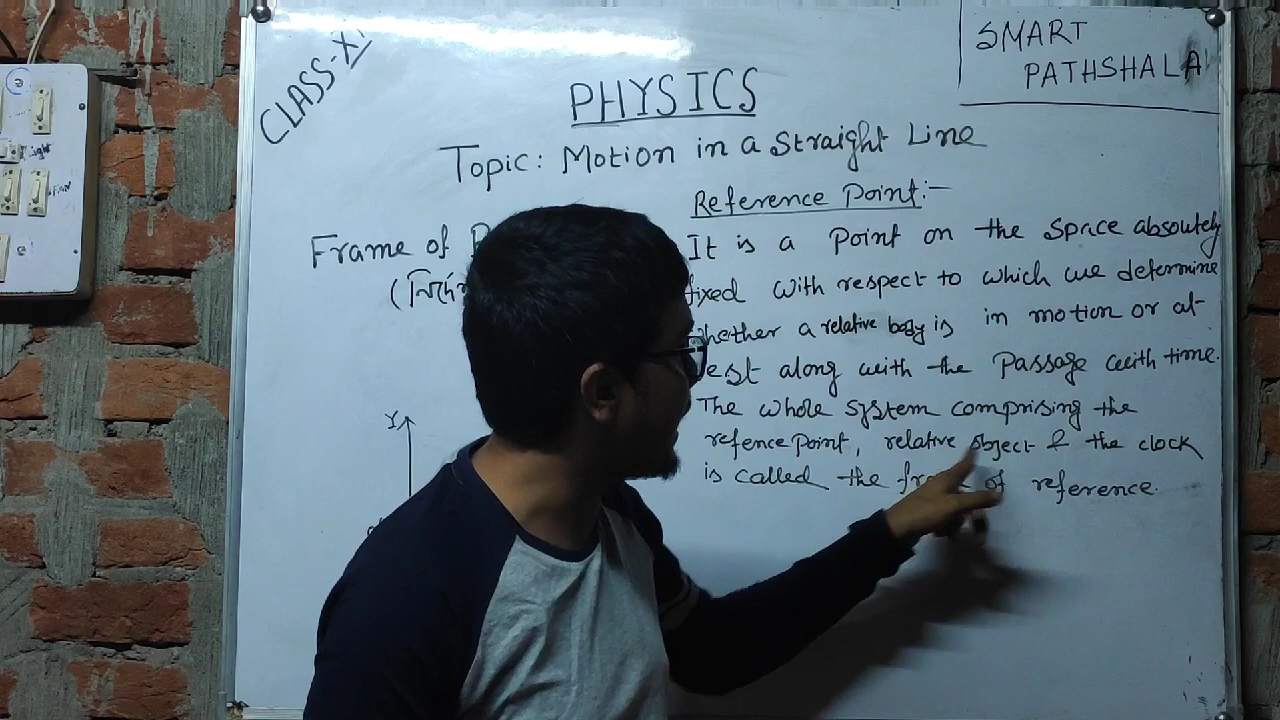 CLASS-XI
SMART
PATHSHALA
PHYSICS
Topic: Motion in a Straight Line
Frame of
Reference Point:-
It is a Point on the Space absoutely
fixed with respect to which we determine
whether a relative body is in motion or at
rest along with the Passage with time.
The whole system comprising the
refence Point, relative object & the clock
is called the frame of reference.
Y